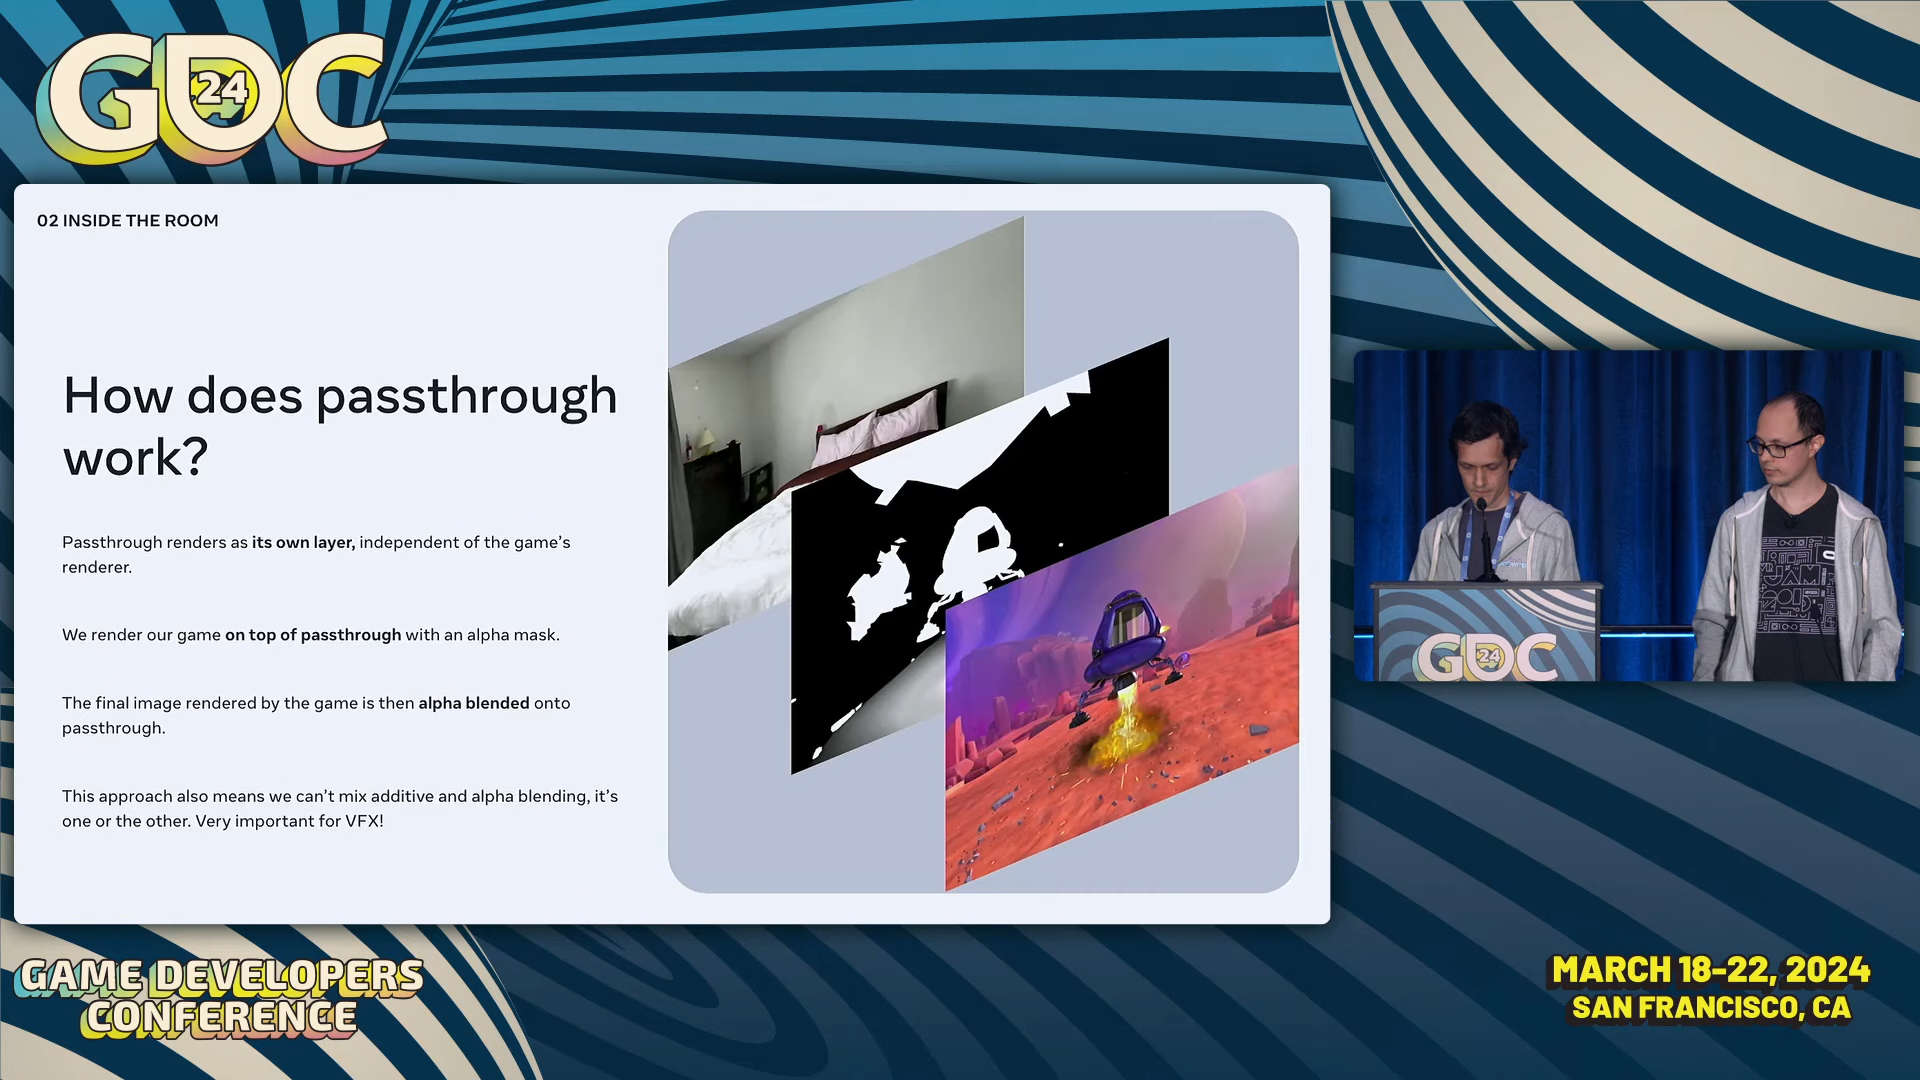 GDC
24
02 INSIDE THE ROOM
How does passthrough
work?
Passthrough renders as its own layer, independent of the game's
renderer.
We render our game on top of passthrough with an alpha mask.
The final image rendered by the game is then alpha blended onto
passthrough.
This approach also means we can't mix additive and alpha blending, it's
one or the other. Very important for VFX!
JAM
2015
GDC
24
GAME DEVELOPERS
CONFERENCE
MARCH 18-22, 2024
SAN FRANCISCO, CA